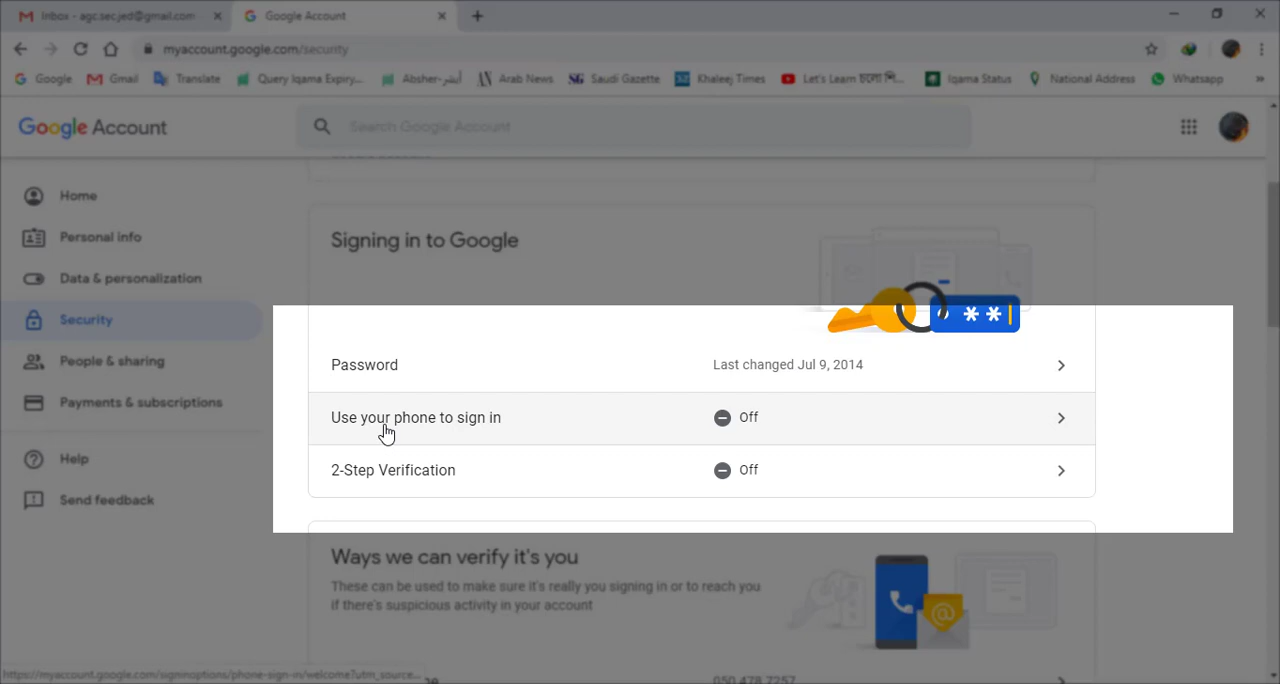 Inbox - agc.sec.jed@gmail.com
Google Account
myaccount.google.com/security
Google
Gmail
Translate
Query Iqama Expiry...
Absher-أبشر
Arab News
SG Saudi Gazette
Khaleej Times
Let's Learn
Iqama Status
National Address
Whatsapp
»
Google Account
Search Google Account
Home
Personal info
Data & personalization
Security
People & sharing
Payments & subscriptions
Help
Send feedback
Signing in to Google
**
Password
Last changed Jul 9, 2014
Use your phone to sign in
Off
2-Step Verification
Off
Ways we can verify it's you
These can be used to make sure it's really you signing in or to reach you
if there's suspicious activity in your account
050 478 7257
https://myaccount.google.com/signinoptions/phone-sign-in/welcome?utm_source...